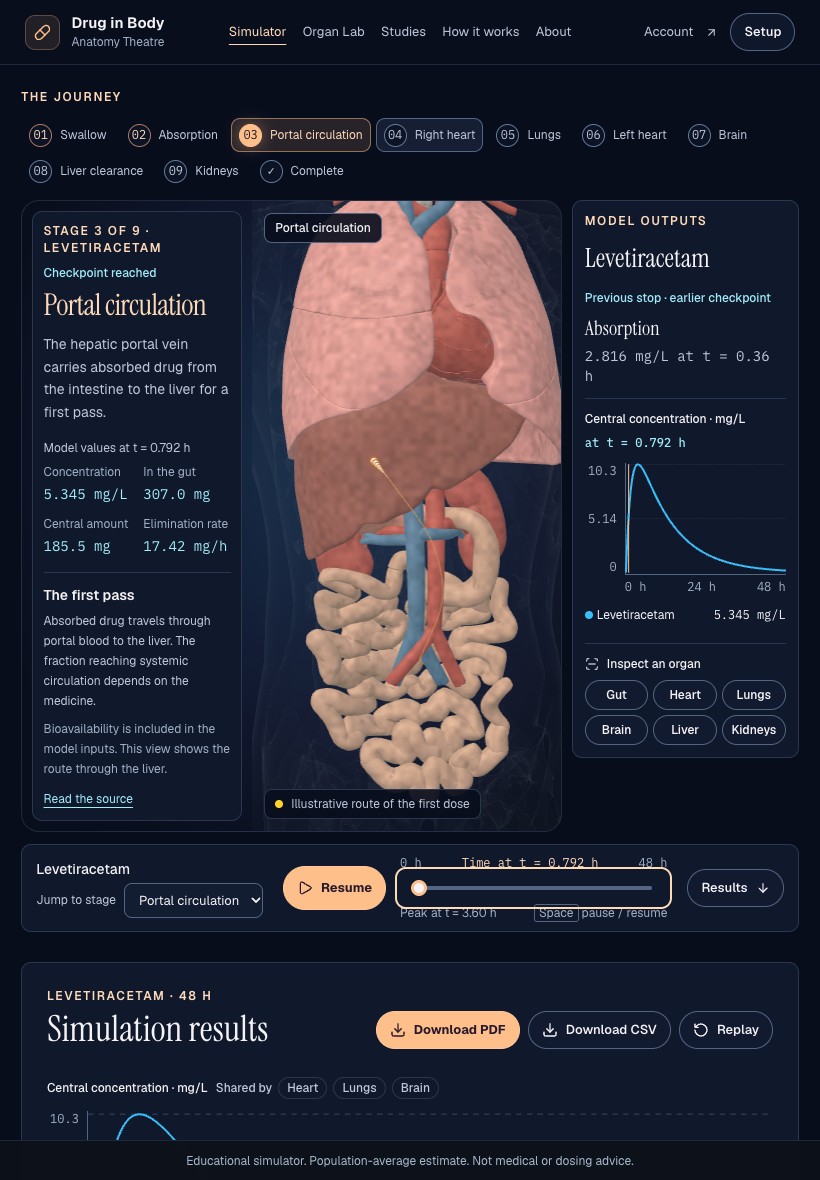 Drug in Body
Anatomy Theatre
Simulator
Organ Lab
Studies
How it works
About
Account
Setup
THE JOURNEY
01 Swallow
02 Absorption
03 Portal circulation
04 Right heart
05 Lungs
06 Left heart
07 Brain
08 Liver clearance
09 Kidneys
✓ Complete
STAGE 3 OF 9 ·
LEVETIRACETAM
Checkpoint reached
Portal circulation
The hepatic portal vein
carries absorbed drug from
the intestine to the liver for a
first pass.
Model values at t = 0.792 h
Concentration
5.345 mg/L
In the gut
307.0 mg
Central amount
185.5 mg
Elimination rate
17.42 mg/h
The first pass
Absorbed drug travels through
portal blood to the liver. The
fraction reaching systemic
circulation depends on the
medicine.
Bioavailability is included in the
model inputs. This view shows the
route through the liver.
Read the source
Portal circulation
Illustrative route of the first dose
MODEL OUTPUTS
Levetiracetam
Previous stop · earlier checkpoint
Absorption
2.816 mg/L at t = 0.36
h
Central concentration · mg/L
at t = 0.792 h
10.3
5.14
0
0 h
24 h
48 h
Levetiracetam 5.345 mg/L
Inspect an organ
Gut
Heart
Lungs
Brain
Liver
Kidneys
Levetiracetam
Jump to stage
Portal circulation
Resume
0 h
Time at t = 0.792 h
48 h
Peak at t = 3.60 h
Space pause / resume
Results
LEVETIRACETAM · 48 H
Simulation results
Download PDF
Download CSV
Replay
Central concentration · mg/L Shared by Heart Lungs Brain
10.3
Educational simulator. Population-average estimate. Not medical or dosing advice.